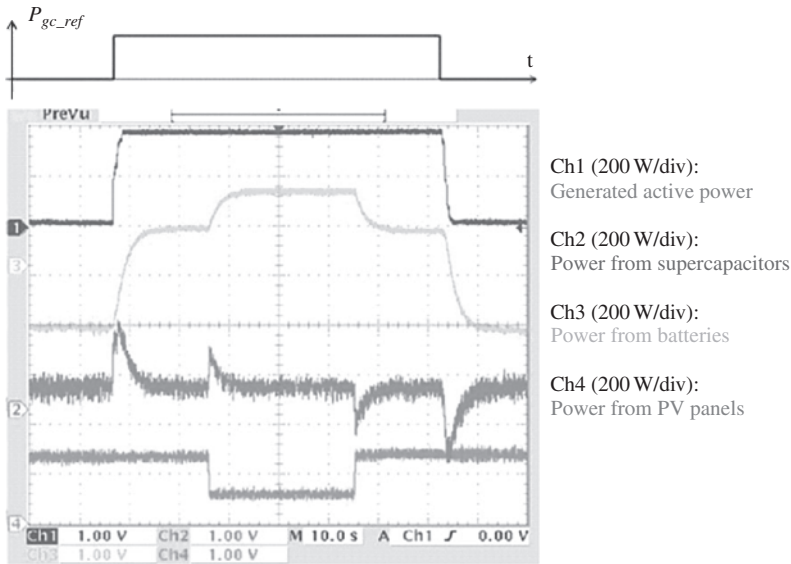 P_gc_ref
t
PreVu
1
3
2
4
Ch1 (200 W/div):
Generated active power
Ch2 (200 W/div):
Power from supercapacitors
Ch3 (200 W/div):
Power from batteries
Ch4 (200 W/div):
Power from PV panels
Ch1 1.00 V Ch2 1.00 V M 10.0 s A Ch1 ƒ 0.00 V
Ch3 1.00 V Ch4 1.00 V